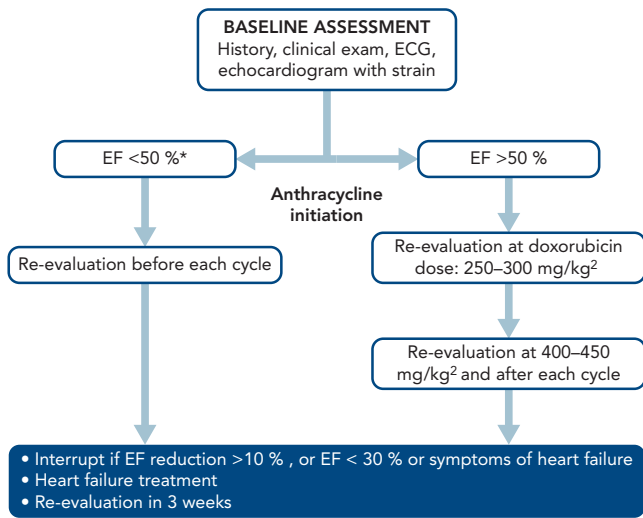 BASELINE ASSESSMENT
History, clinical exam, ECG,
echocardiogram with strain
EF <50 %*
EF >50 %
Anthracycline
initiation
Re-evaluation before each cycle
Re-evaluation at doxorubicin
dose: 250–300 mg/kg²
Re-evaluation at 400–450
mg/kg² and after each cycle
• Interrupt if EF reduction >10 % , or EF < 30 % or symptoms of heart failure
• Heart failure treatment
• Re-evaluation in 3 weeks